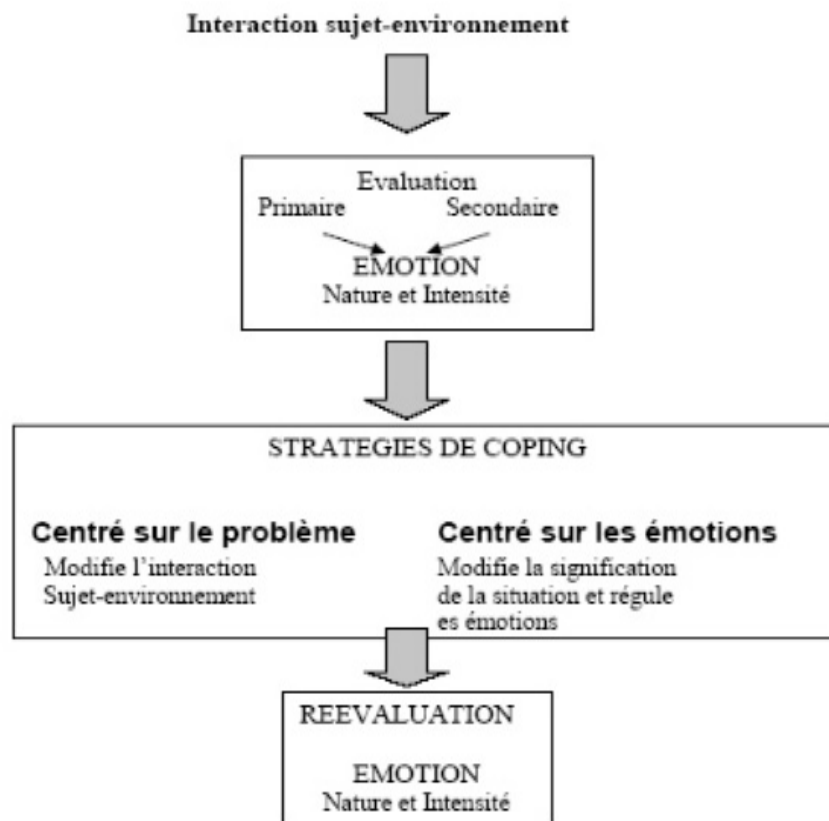 Interaction sujet-environnement
Evaluation
Primaire Secondaire
EMOTION
Nature et Intensité
STRATEGIES DE COPING
Centré sur le problème
Modifie l'interaction
Sujet-environnement
Centré sur les émotions
Modifie la signification
de la situation et régule
es émotions
REEVALUATION
EMOTION
Nature et Intensité